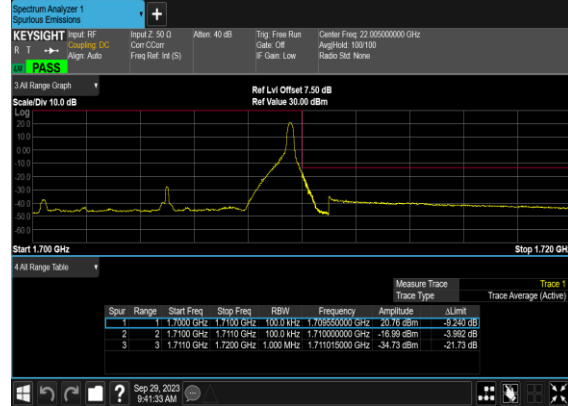 Spectrum Analyzer 1
Spurious Emissions
KEYSIGHT Input: RF Input Z: 50 Ω Atten: 40 dB Trig: Free Run Center Freq: 22.005000000 GHz
R T Coupling: DC Corr CCorr Gate: Off Avg|Hold: 100/100
Align: Auto Freq Ref: Int (S) IF Gain: Low Radio Std: None
PASS
3 All Range Graph
Ref Lvl Offset 7.50 dB
Scale/Div 10.0 dB Ref Value 30.00 dBm
Log
20.0
10.0
0.00
-10.0
-20.0
-30.0
-40.0
-50.0
-60.0
Start 1.700 GHz Stop 1.720 GH
4 All Range Table
Measure Trace Trace 1
Trace Type Trace Average (Active)
Spur Range Start Freq Stop Freq RBW Frequency Amplitude ΔLimit
1 1 1.7000 GHz 1.7100 GHz 100.0 kHz 1.709550000 GHz 20.76 dBm -9.240 dB
2 2 1.7100 GHz 1.7110 GHz 100.0 kHz 1.710000000 GHz -16.99 dBm -3.992 dB
3 3 1.7110 GHz 1.7200 GHz 1.000 MHz 1.711015000 GHz -34.73 dBm -21.73 dB
? Sep 29, 2023
9:41:33 AM